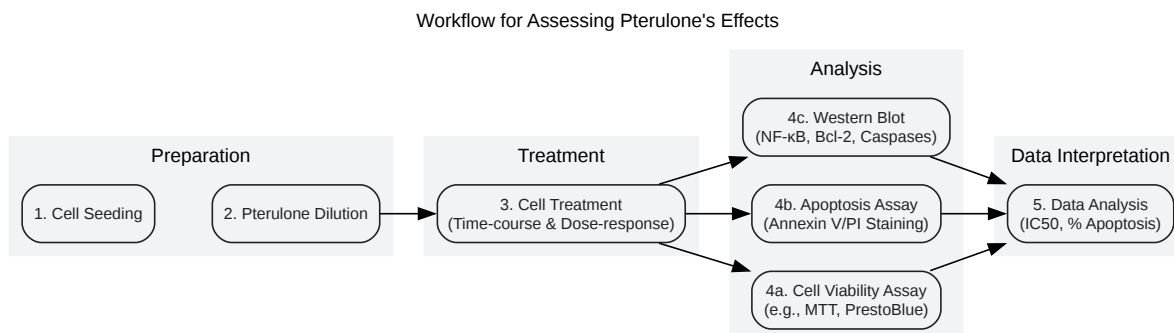 Workflow for Assessing Pterulone's Effects
Preparation
1. Cell Seeding
2. Pterulone Dilution
Treatment
3. Cell Treatment
(Time-course & Dose-response)
Analysis
4c. Western Blot
(NF-κB, Bcl-2, Caspases)
4b. Apoptosis Assay
(Annexin V/PI Staining)
4a. Cell Viability Assay
(e.g., MTT, PrestoBlue)
Data Interpretation
5. Data Analysis
(IC50, % Apoptosis)